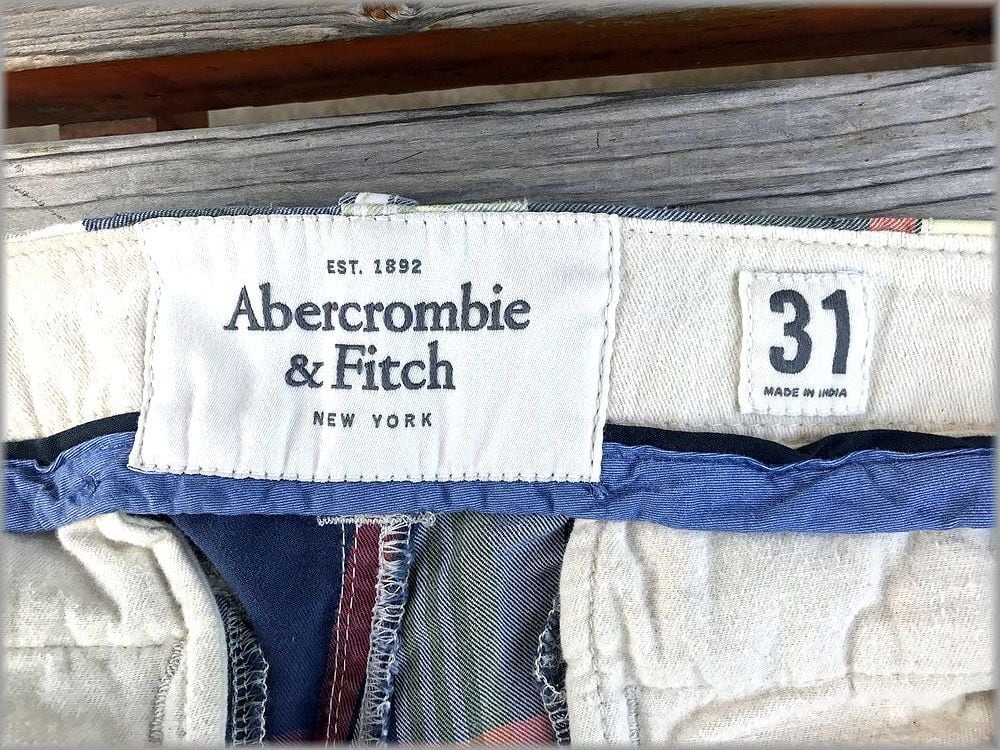 EST. 1892
Abercrombie
& Fitch
NEW YORK
31
MADE IN INDIA